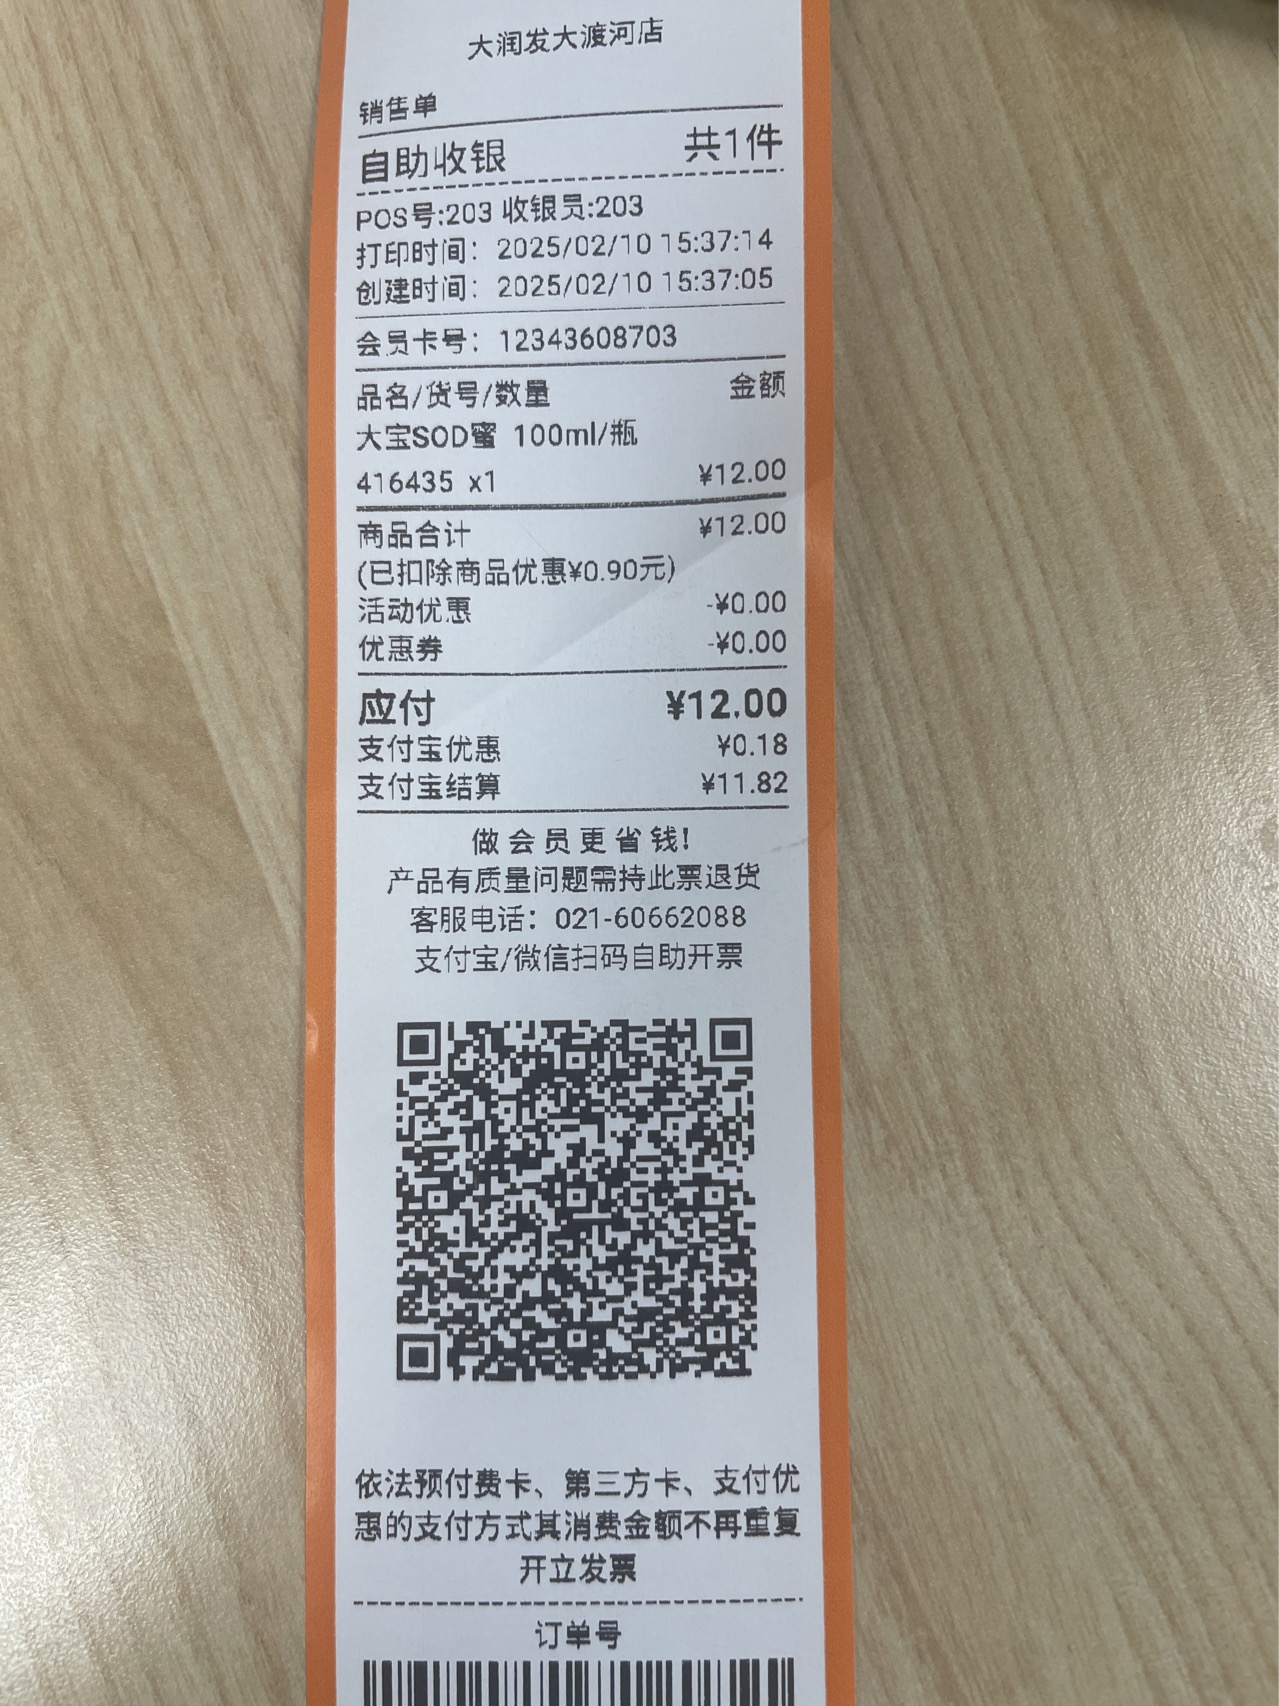 大润发大渡河店
销售单
自助收银 共1件
POS号:203 收银员:203
打印时间: 2025/02/10 15:37:14
创建时间: 2025/02/10 15:37:05
会员卡号: 12343608703
品名/货号/数量 金额
大宝SOD蜜 100ml/瓶
416435 x1 ¥12.00
商品合计 ¥12.00
(已扣除商品优惠¥0.90元)
活动优惠 -¥0.00
优惠券 -¥0.00
应付 ¥12.00
支付宝优惠 ¥0.18
支付宝结算 ¥11.82
做会员更省钱!
产品有质量问题需持此票退货
客服电话: 021-60662088
支付宝/微信扫码自助开票
依法预付费卡、第三方卡、支付优
惠的支付方式其消费金额不再重复
开立发票
订单号